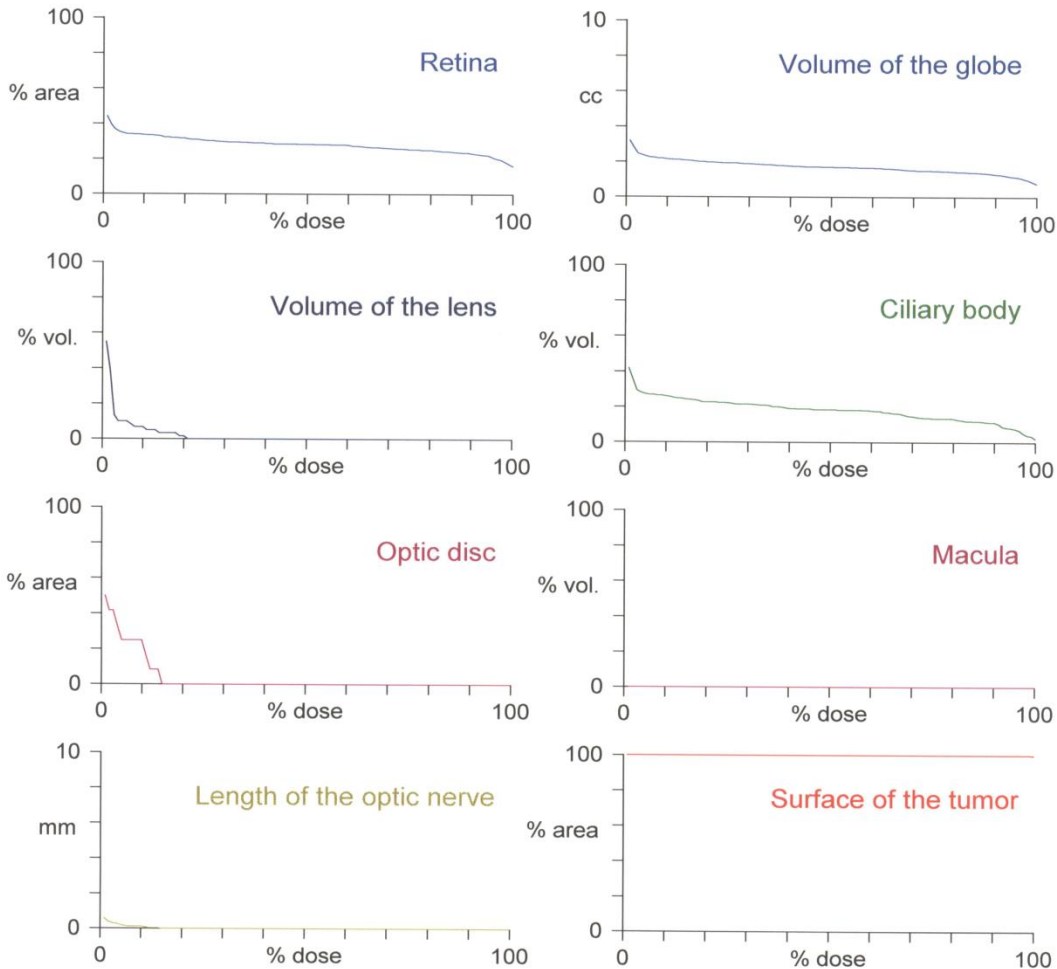 100
Retina
% area
0
0
% dose
100
10
Volume of the globe
cc
0
0
% dose
100
100
Volume of the lens
% vol.
0
0
% dose
100
100
Ciliary body
% vol.
0
0
% dose
100
100
Optic disc
% area
0
0
% dose
100
100
Macula
% vol.
0
0
% dose
100
10
Length of the optic nerve
mm
0
0
% dose
100
100
Surface of the tumor
% area
0
0
% dose
100